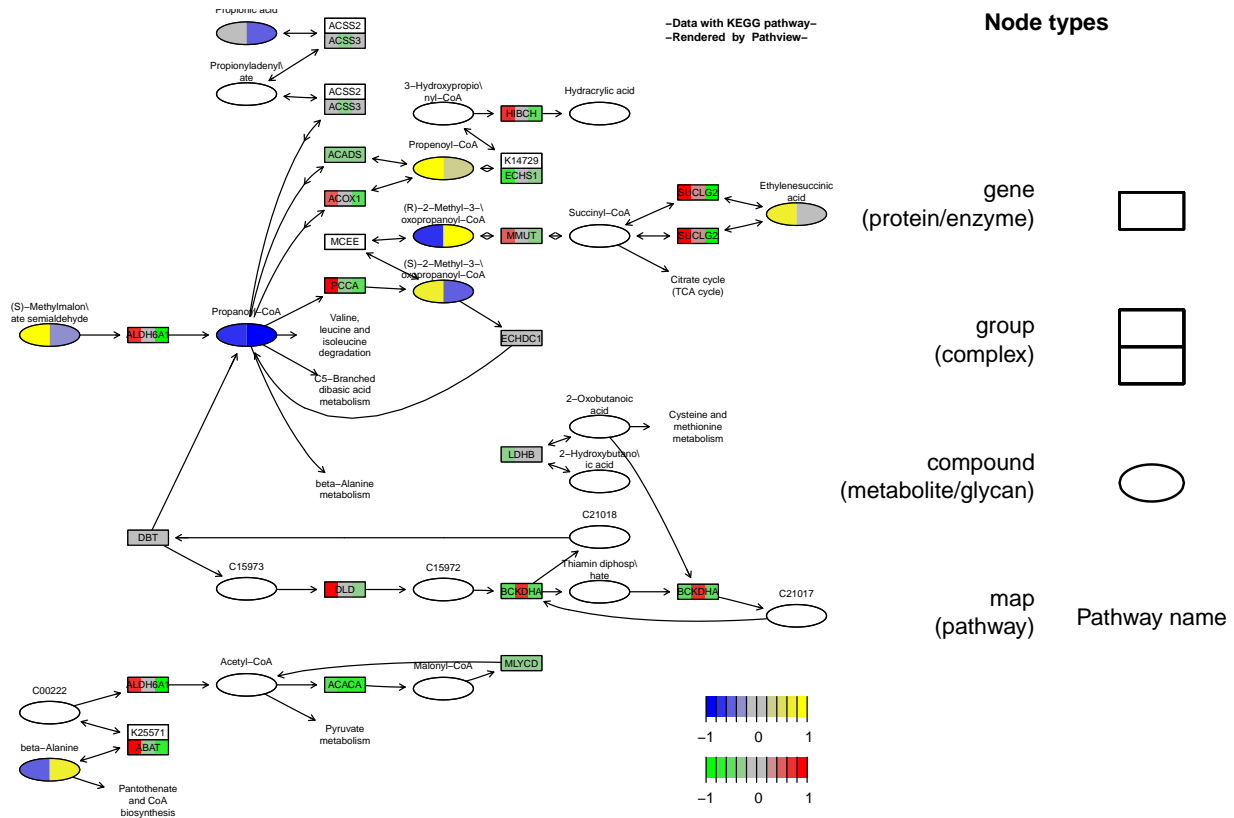 Propionic acid
ACSS2
ACSS3
−Data with KEGG pathway−
−Rendered by Pathview−
Node types
Propionyladenyl\
ate
ACSS2
ACSS3
3−Hydroxypropio\
nyl−CoA
HIBCH
Hydracrylic acid
ACADS
Propenoyl−CoA
K14729
ECHS1
ACOX1
(R)−2−Methyl−3−\
oxopropanoyl−CoA
Succinyl−CoA
SUCLG2
Ethylenesuccinic
acid
gene
(protein/enzyme)
MCEE
MMUT
SUCLG2
(S)−2−Methyl−3−\
oxopropanoyl−CoA
PCCA
Citrate cycle
(TCA cycle)
(S)−Methylmalon\
ate semialdehyde
ALDH6A1
Propanoyl−CoA
Valine,
leucine and
isoleucine
degradation
ECHDC1
group
(complex)
C5−Branched
dibasic acid
metabolism
2−Oxobutanoic
acid
Cysteine and
methionine
metabolism
LDHB
2−Hydroxybutano\
ic acid
compound
(metabolite/glycan)
beta−Alanine
metabolism
C21018
DBT
C15973
DLD
C15972
BCKDHA
Thiamin diphosp\
hate
BCKDHA
C21017
map
(pathway)
Pathway name
Acetyl−CoA
Malonyl−CoA
MLYCD
C00222
ALDH6A1
ACACA
K25571
ABAT
Pyruvate
metabolism
beta−Alanine
Pantothenate
and CoA
biosynthesis
−1 0 1
−1 0 1